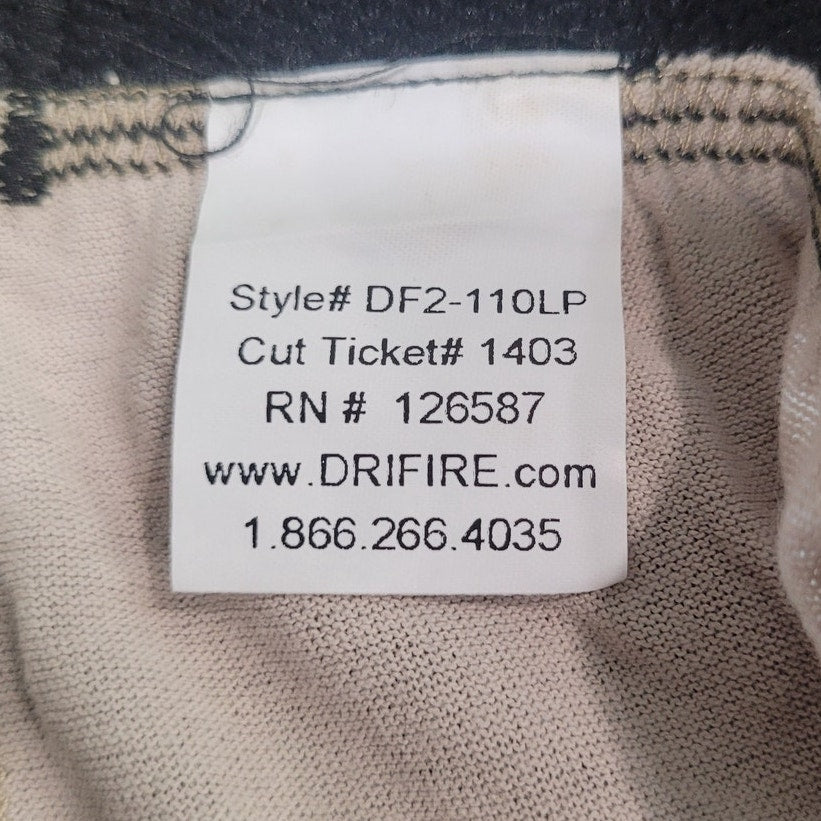 Style# DF2-110LP
Cut Ticket# 1403
RN # 126587
www.DRIFIRE.com
1.866.266.4035